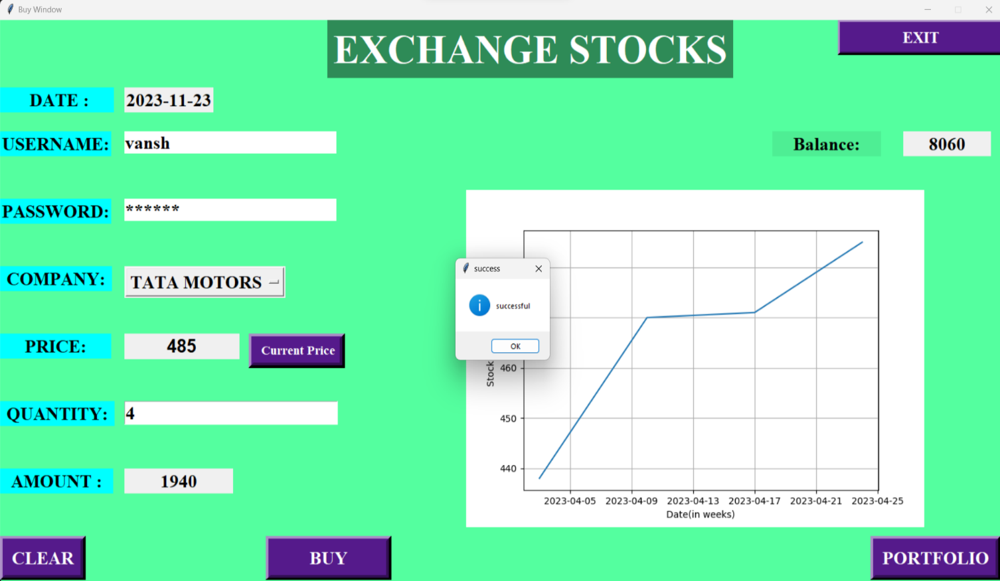 Buy Window
EXCHANGE STOCKS
EXIT
DATE :
2023-11-23
USERNAME:
vansh
Balance:
8060
PASSWORD:
******
COMPANY:
TATA MOTORS
PRICE:
485
Current Price
QUANTITY:
4
AMOUNT :
1940
success
successful
OK
Stock
460
450
440
2023-04-05 2023-04-09 2023-04-13 2023-04-17 2023-04-21 2023-04-25
Date(in weeks)
CLEAR
BUY
PORTFOLIO